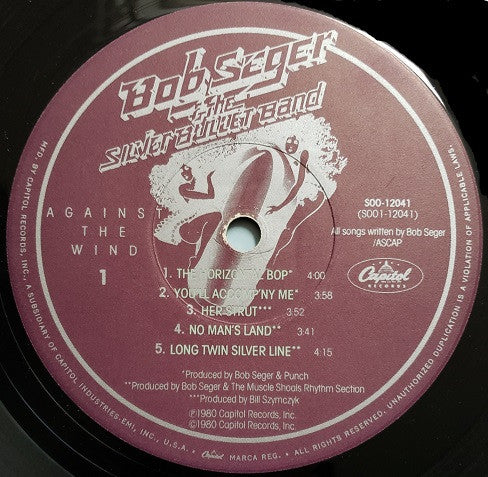 Bob Seger
& The
Silver Bullet Band
AGAINST
THE
WIND
1
SOO-12041
(SOO1-12041)
All songs written by Bob Seger
/ASCAP
Capitol
RECORDS
1. THE HORIZONTAL BOP* 4:00
2. YOU'LL ACCOMP'NY ME* 3:58
3. HER STRUT*** 3:52
4. NO MAN'S LAND** 3:41
5. LONG TWIN SILVER LINE** 4:15
*Produced by Bob Seger & Punch
**Produced by Bob Seger & The Muscle Shoals Rhythm Section
***Produced by Bill Szymczyk
℗1980 Capitol Records, Inc.
©1980 Capitol Records, Inc.
MFD. BY CAPITOL RECORDS, INC., A SUBSIDIARY OF CAPITOL INDUSTRIES-EMI, INC., U.S.A. • Capitol MARCA REG. • ALL RIGHTS RESERVED. UNAUTHORIZED DUPLICATION IS A VIOLATION OF APPLICABLE LAWS.